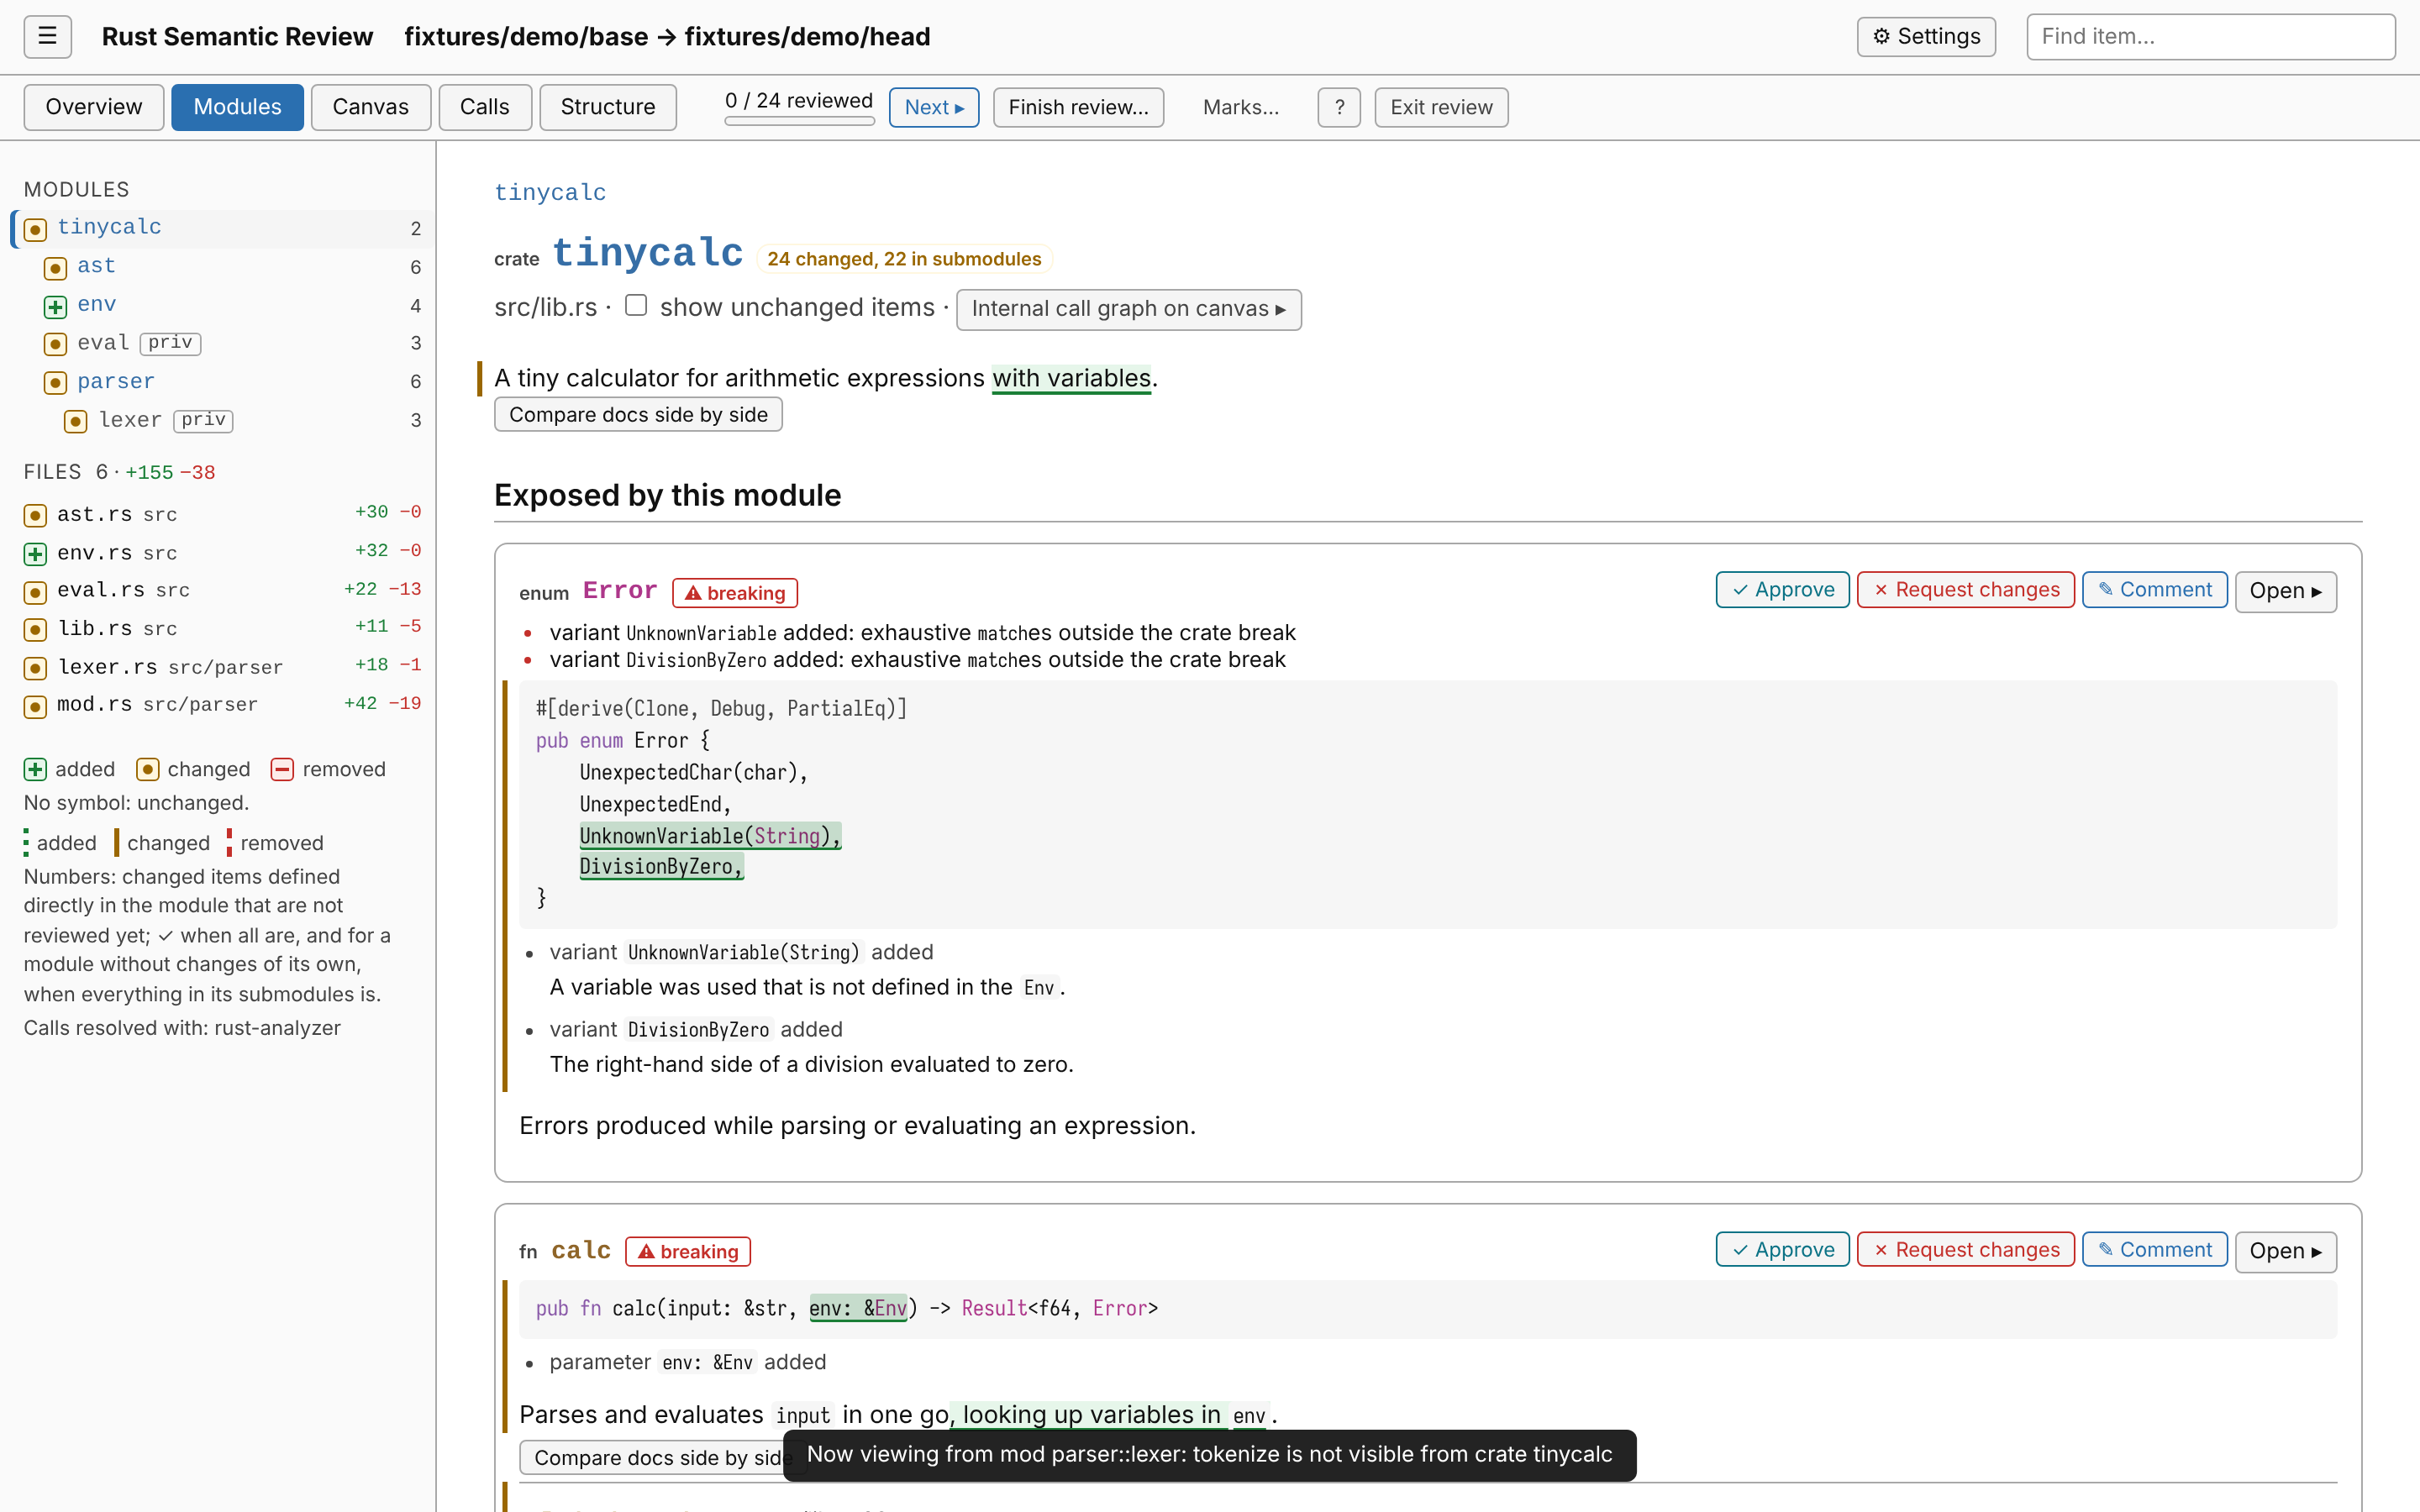 ☰ Rust Semantic Review fixtures/demo/base → fixtures/demo/head ⚙ Settings Find item...
Overview Modules Canvas Calls Structure 0 / 24 reviewed Next ▸ Finish review... Marks... ? Exit review
MODULES
tinycalc 2
ast 6
env 4
eval priv 3
parser 6
lexer priv 3
FILES 6 · +155 −38
ast.rs src +30 −0
env.rs src +32 −0
eval.rs src +22 −13
lib.rs src +11 −5
lexer.rs src/parser +18 −1
mod.rs src/parser +42 −19
added changed removed
No symbol: unchanged.
added changed removed
Numbers: changed items defined
directly in the module that are not
reviewed yet; ✓ when all are, and for a
module without changes of its own,
when everything in its submodules is.
Calls resolved with: rust-analyzer
tinycalc
crate tinycalc 24 changed, 22 in submodules
src/lib.rs · show unchanged items · Internal call graph on canvas ▸
A tiny calculator for arithmetic expressions with variables.
Compare docs side by side
Exposed by this module
enum Error ⚠ breaking ✓ Approve × Request changes ✎ Comment Open ▸
• variant UnknownVariable added: exhaustive matches outside the crate break
• variant DivisionByZero added: exhaustive matches outside the crate break
#[derive(Clone, Debug, PartialEq)]
pub enum Error {
UnexpectedChar(char),
UnexpectedEnd,
UnknownVariable(String),
DivisionByZero,
}
• variant UnknownVariable(String) added
A variable was used that is not defined in the Env.
• variant DivisionByZero added
The right-hand side of a division evaluated to zero.
Errors produced while parsing or evaluating an expression.
fn calc ⚠ breaking ✓ Approve × Request changes ✎ Comment Open ▸
pub fn calc(input: &str, env: &Env) -> Result<f64, Error>
• parameter env: &Env added
Parses and evaluates input in one go, looking up variables in env.
Compare docs side by side
Now viewing from mod parser::lexer: tokenize is not visible from crate tinycalc